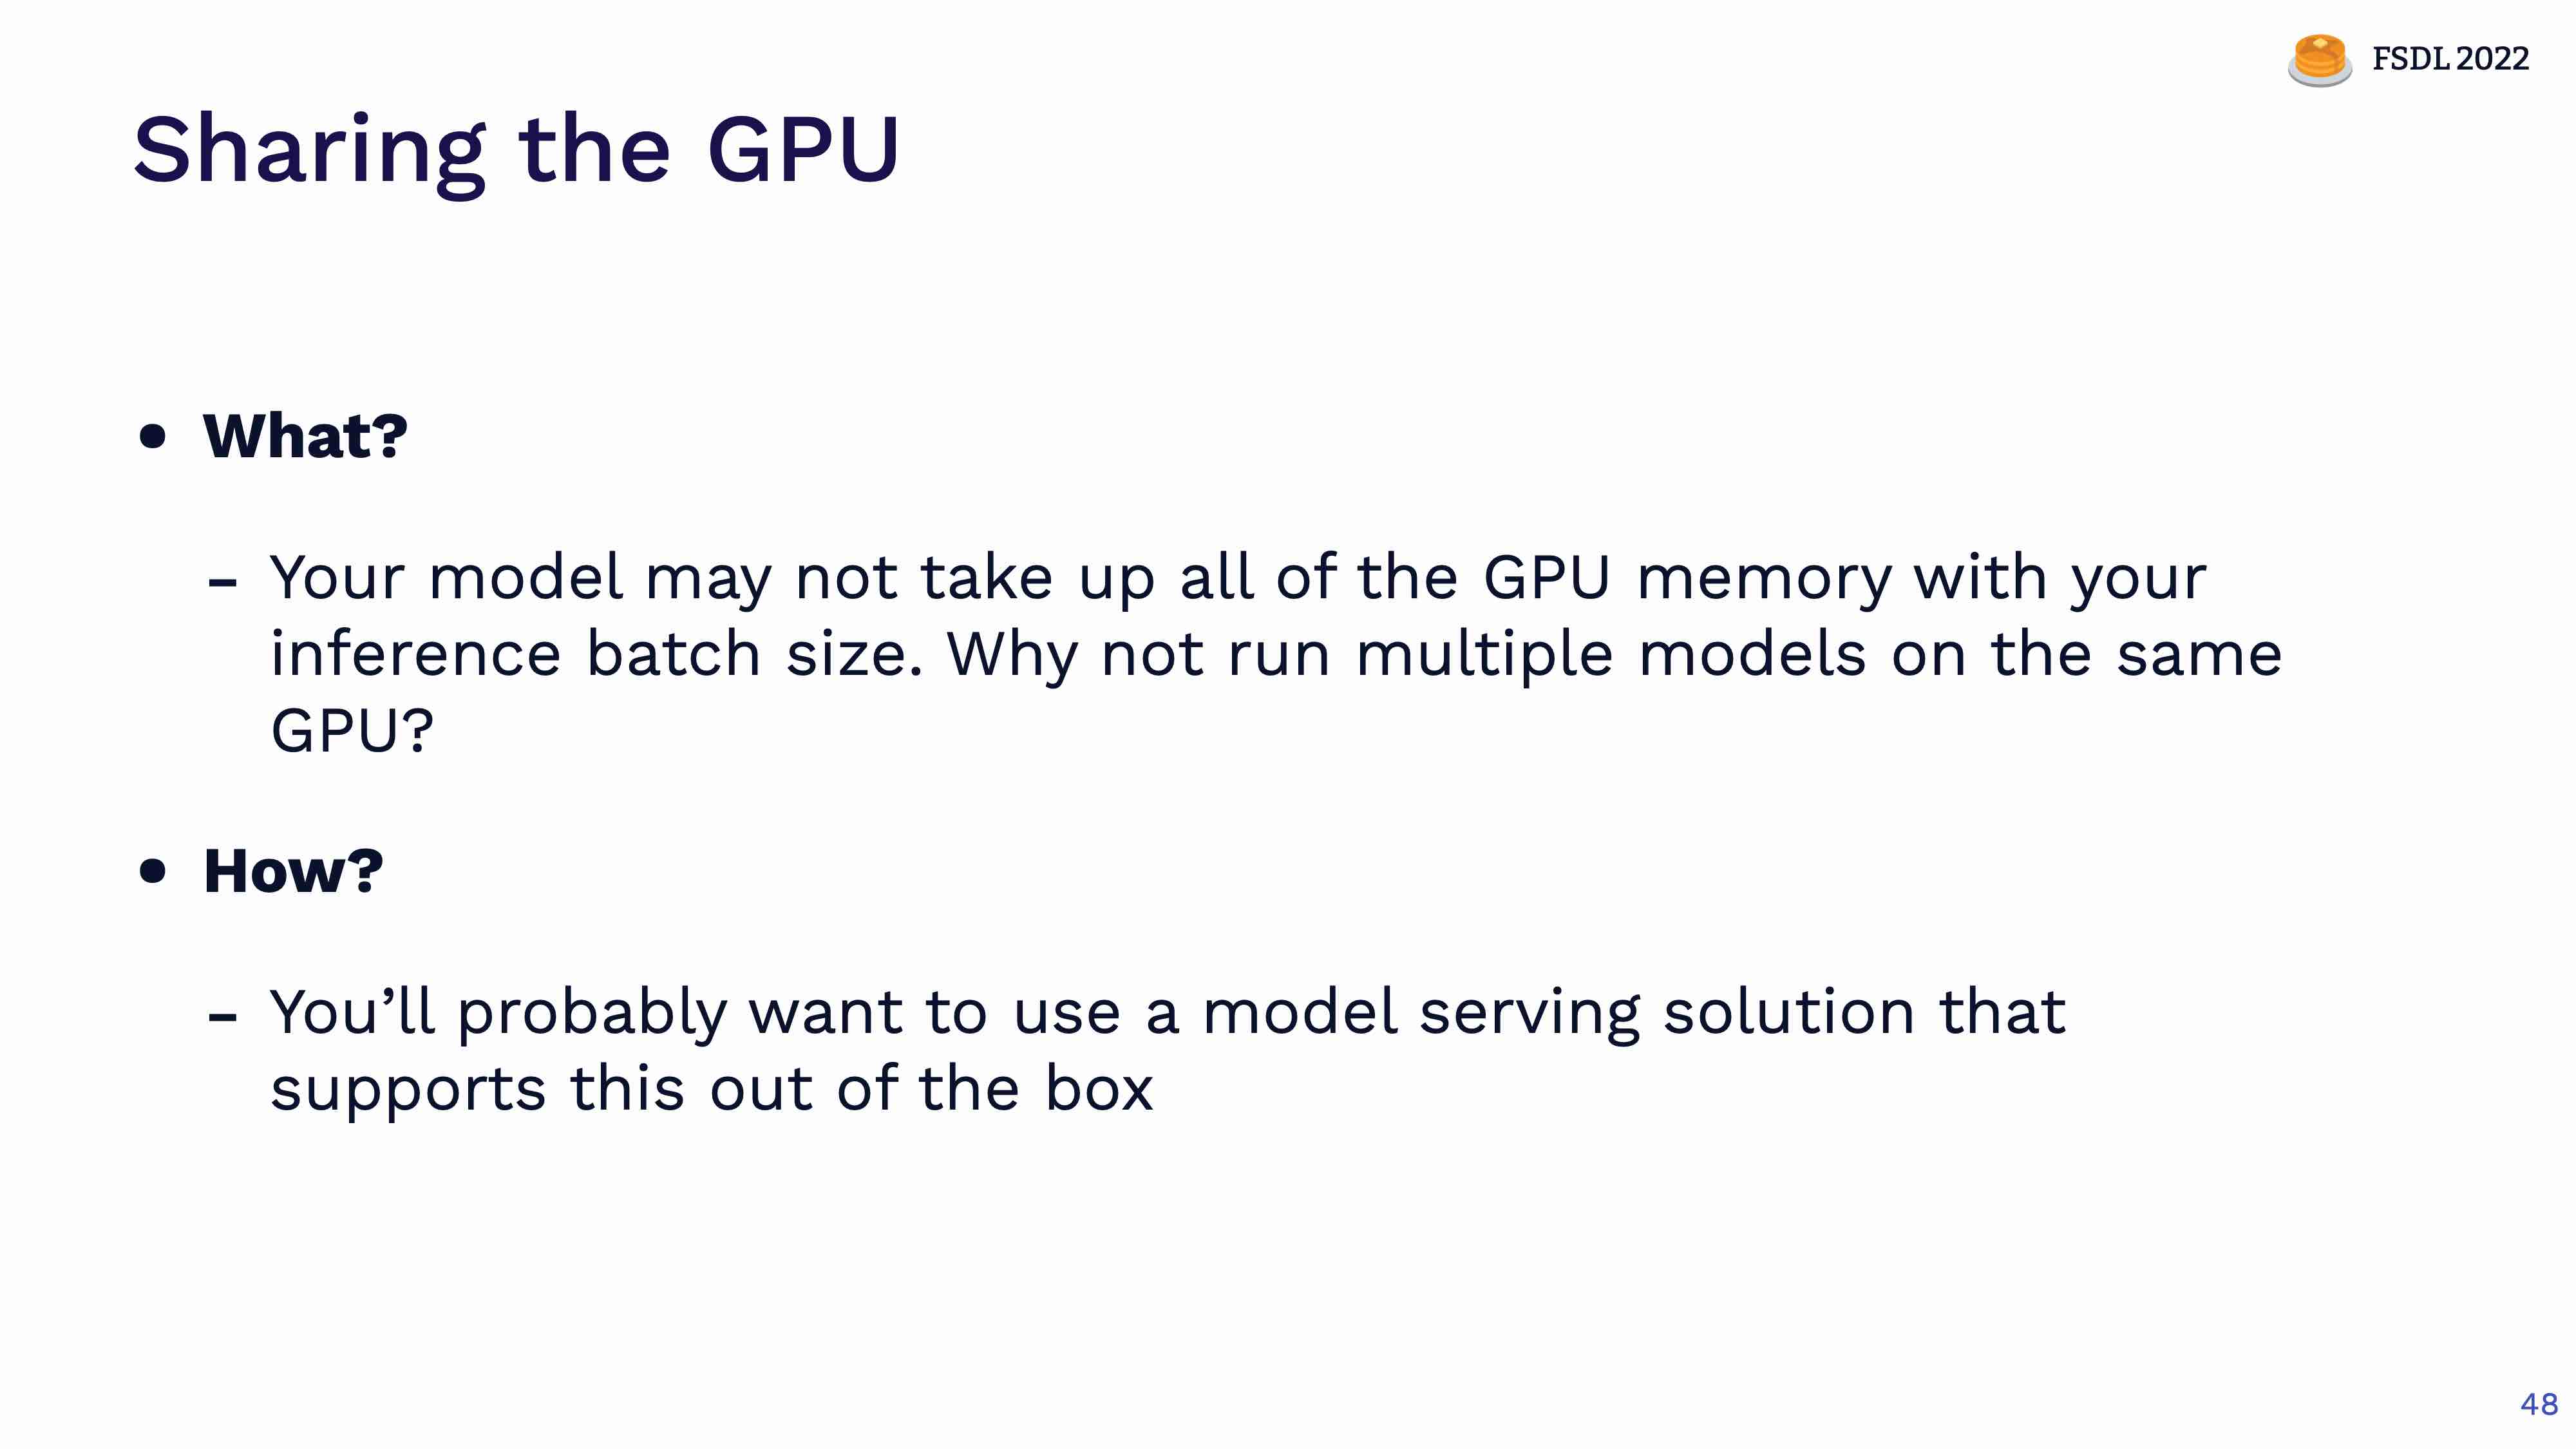 FSDL 2022
Sharing the GPU
• What?
- Your model may not take up all of the GPU memory with your
inference batch size. Why not run multiple models on the same
GPU?
• How?
- You’ll probably want to use a model serving solution that
supports this out of the box
48